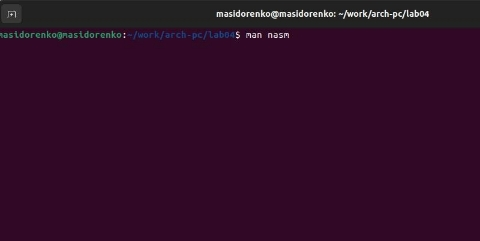 masidorenko@masidorenko: ~/work/arch-pc/lab04
masidorenko@masidorenko:~/work/arch-pc/lab04$ man nasm